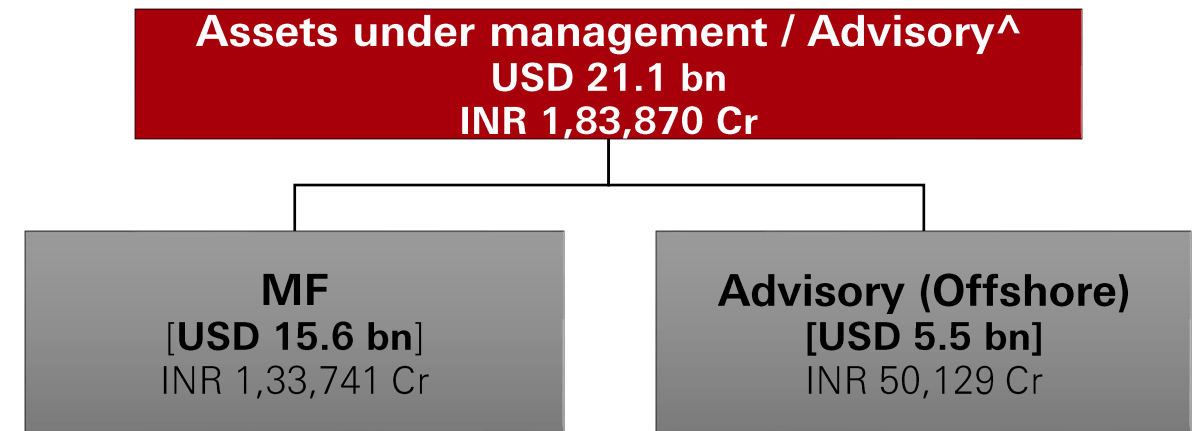 Assets under management / Advisory^
USD 21.1 bn
INR 1,83,870 Cr
MF
[USD 15.6 bn]
INR 1,33,741 Cr
Advisory (Offshore)
[USD 5.5 bn]
INR 50,129 Cr